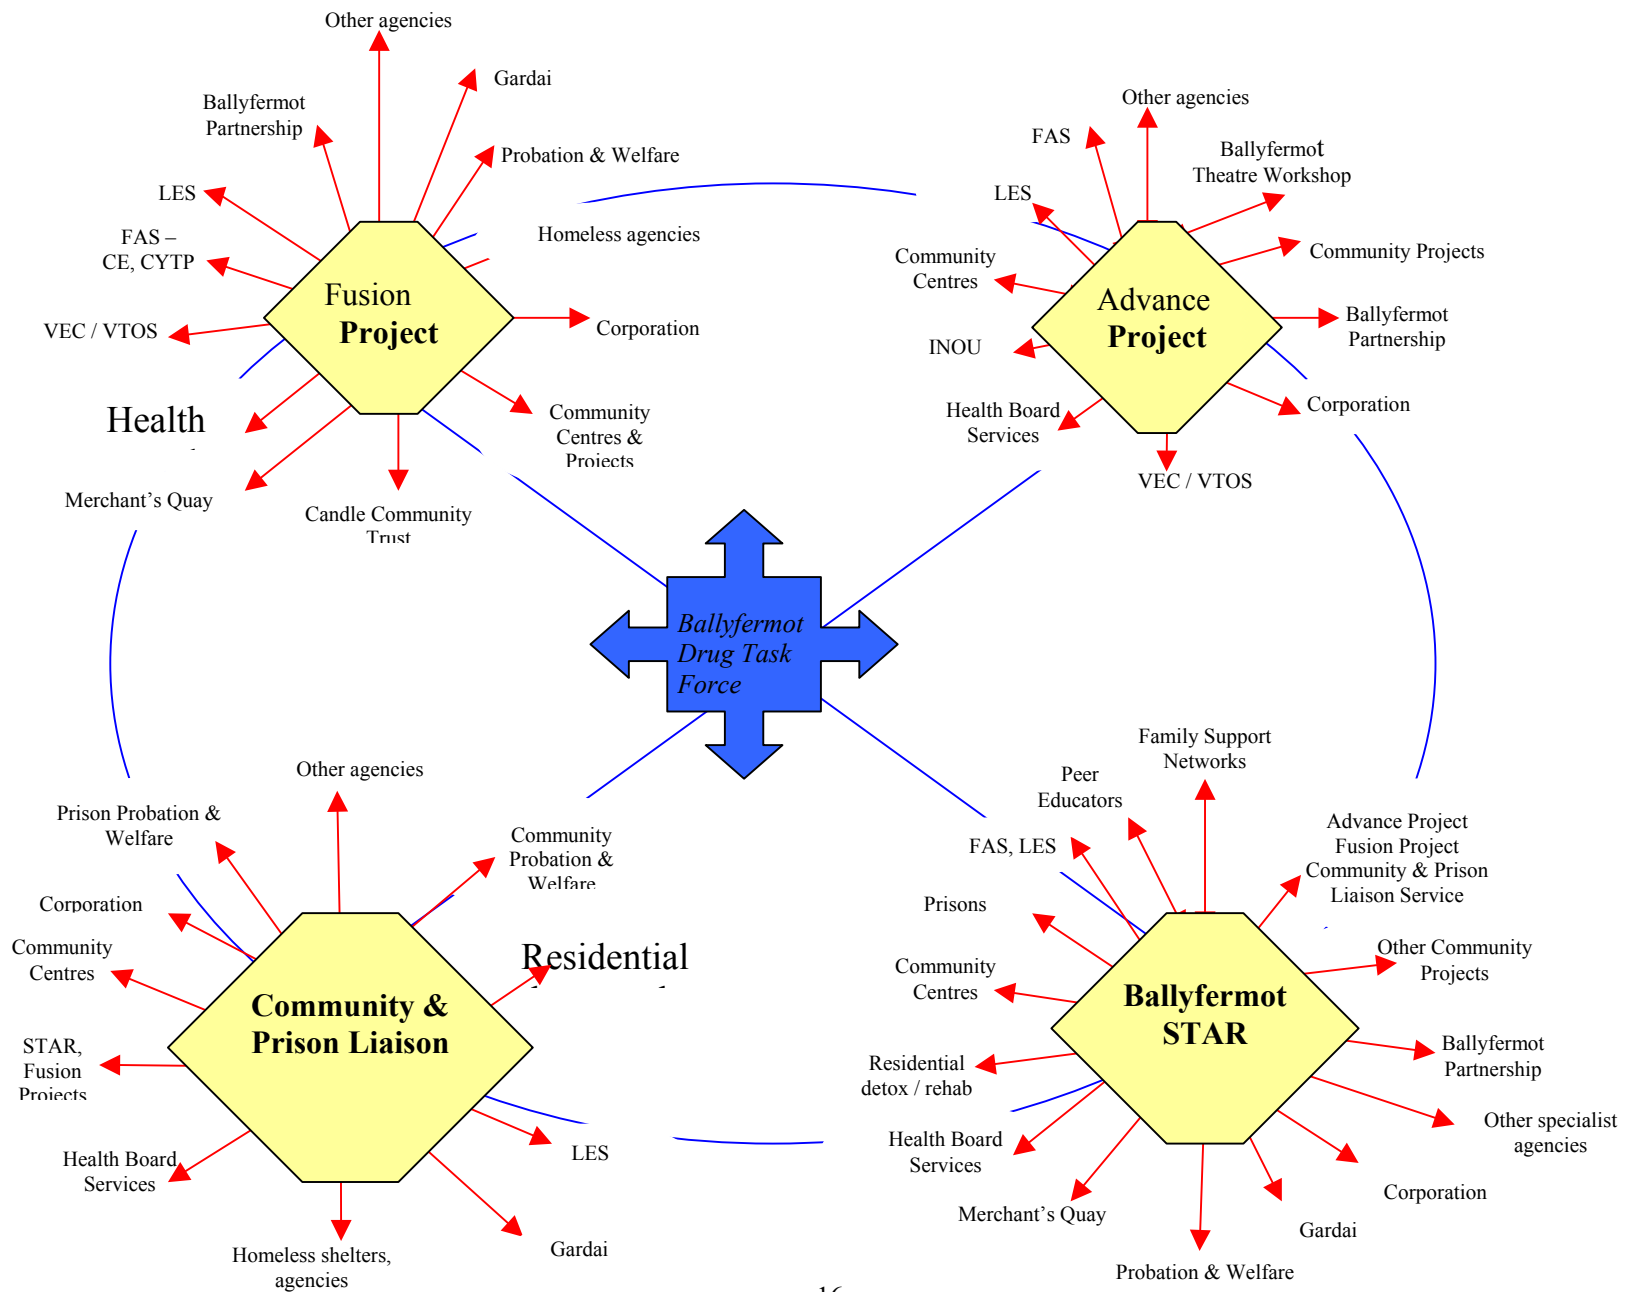 Other agencies
Gardai
Ballyfermot
Partnership
Probation & Welfare
LES
Homeless agencies
FAS –
CE, CYTP
Fusion
Project
VEC / VTOS
Corporation
Health
Community
Centres &
Projects
Merchant's Quay
Candle Community
Trust
Other agencies
FAS
Ballyfermot
Theatre Workshop
LES
Community Projects
Community
Centres
Advance
Project
Ballyfermot
Partnership
INOU
Health Board
Services
Corporation
VEC / VTOS
Ballyfermot
Drug Task
Force
Other agencies
Prison Probation &
Welfare
Community
Probation &
Welfare
Corporation
Community
Centres
Residential
Community &
Prison Liaison
STAR,
Fusion
Projects
LES
Health Board
Services
Gardai
Homeless shelters,
agencies
Family Support
Networks
Peer
Educators
FAS, LES
Advance Project
Fusion Project
Community & Prison
Liaison Service
Prisons
Other Community
Projects
Community
Centres
Ballyfermot
STAR
Residential
detox / rehab
Ballyfermot
Partnership
Other specialist
agencies
Health Board
Services
Corporation
Merchant's Quay
Gardai
Probation & Welfare
16